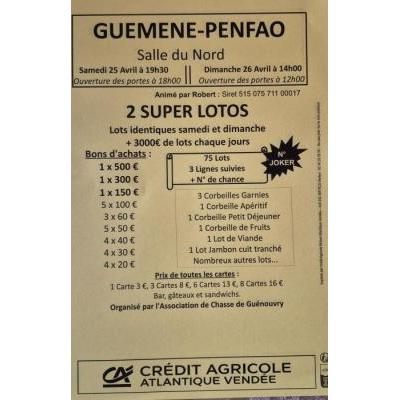 GUEMENE-PENFAO
Salle du Nord
Samedi 25 Avril à 19h30
Ouverture des portes à 18h00
Dimanche 26 Avril à 14h00
Ouverture des portes à 12h00
Animé par Robert : Siret 515 075 711 00017
2 SUPER LOTOS
Lots identiques samedi et dimanche
+ 3000€ de lots chaque jours
Bons d'achats :
1 x 500 €
1 x 300 €
1 x 150 €
5 x 100 €
3 x 60 €
5 x 50 €
4 x 40 €
4 x 30 €
4 x 20 €
75 Lots
3 Lignes suivies
+ N° de chance
N°
JOKER
3 Corbeilles Garnies
1 Corbeille Apéritif
1 Corbeille Petit Déjeuner
1 Corbeille de Fruits
1 Lot de Viande
1 Lot Jambon cuit tranché
Nombreux autres lots...
Prix de toutes les cartes :
1 Carte 3 €, 3 Cartes 8 €, 6 Cartes 13 €, 8 Cartes 16 €
Bar, gâteaux et sandwichs.
Organisé par l'Association de Chasse de Guénouvry
CA
CRÉDIT AGRICOLE
ATLANTIQUE VENDÉE